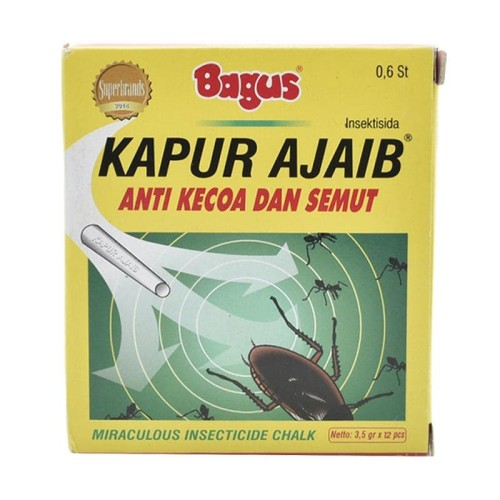 Superbrands
Bagus®
0,6 St
Insektisida
KAPUR AJAIB®
ANTI KECOA DAN SEMUT
KAPUR AJAIB
MIRACULOUS INSECTICIDE CHALK
Netto: 3,5 gr x 12 pcs